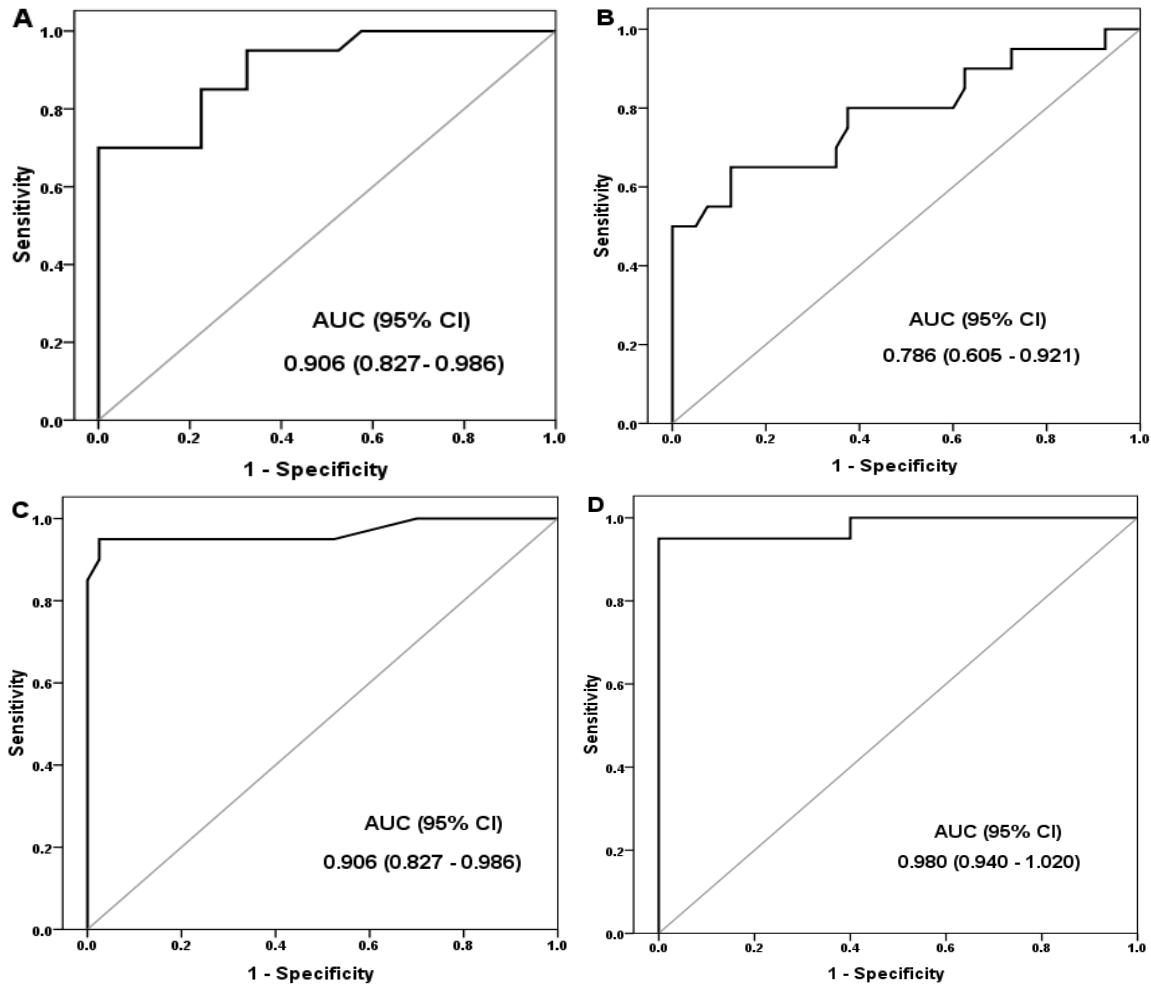 A
1.0
0.8
0.6
0.4
0.2
0.0
Sensitivity
AUC (95% CI)
0.906 (0.827- 0.986)
0.0 0.2 0.4 0.6 0.8 1.0
1 - Specificity
B
1.0
0.8
0.6
0.4
0.2
0.0
Sensitivity
AUC (95% CI)
0.786 (0.605 - 0.921)
0.0 0.2 0.4 0.6 0.8 1.0
1 - Specificity
C
1.0
0.8
0.6
0.4
0.2
0.0
Sensitivity
AUC (95% CI)
0.906 (0.827 - 0.986)
0.0 0.2 0.4 0.6 0.8 1.0
1 - Specificity
D
1.0
0.8
0.6
0.4
0.2
0.0
Sensitivity
AUC (95% CI)
0.980 (0.940 - 1.020)
0.0 0.2 0.4 0.6 0.8 1.0
1 - Specificity